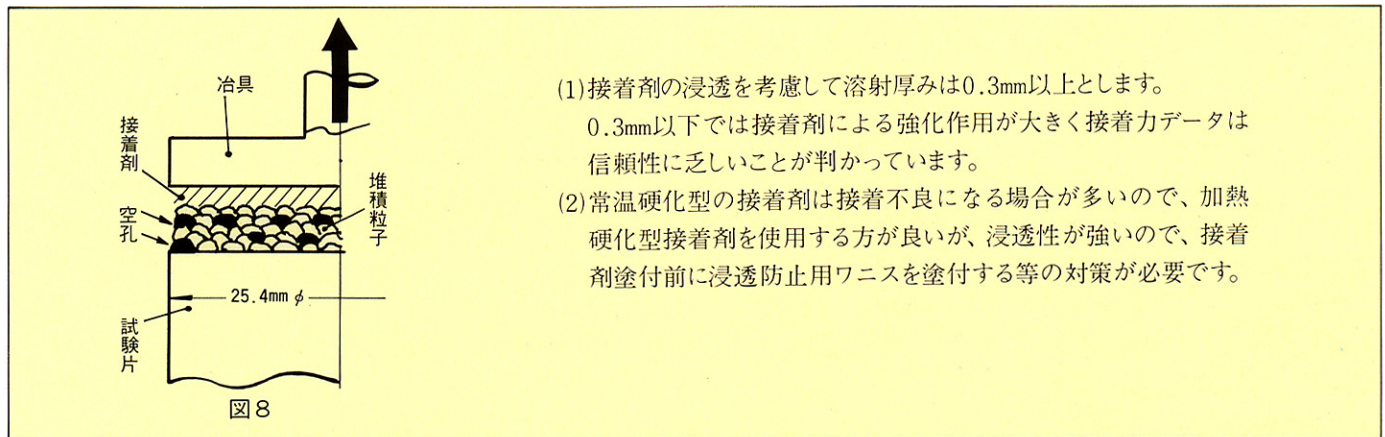 冶具
接着剤
空孔
堆積粒子
25.4mmφ
試験片
図8
(1)接着剤の浸透を考慮して溶射厚みは0.3mm以上とします。
0.3mm以下では接着剤による強化作用が大きく接着力データは
信頼性に乏しいことが判かっています。
(2)常温硬化型の接着剤は接着不良になる場合が多いので、加熱
硬化型接着剤を使用する方が良いが、浸透性が強いので、接着
剤塗付前に浸透防止用ワニスを塗付する等の対策が必要です。